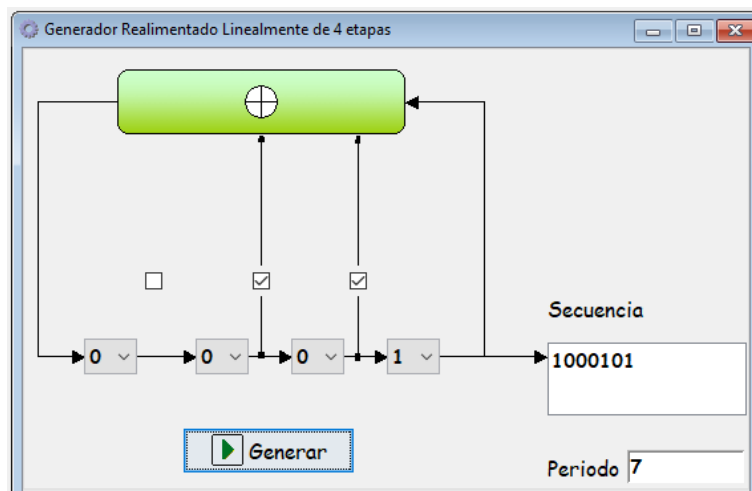 Generador Realimentado Linealmente de 4 etapas
Secuencia
0 0 0 1
1000101
Generar
Periodo 7